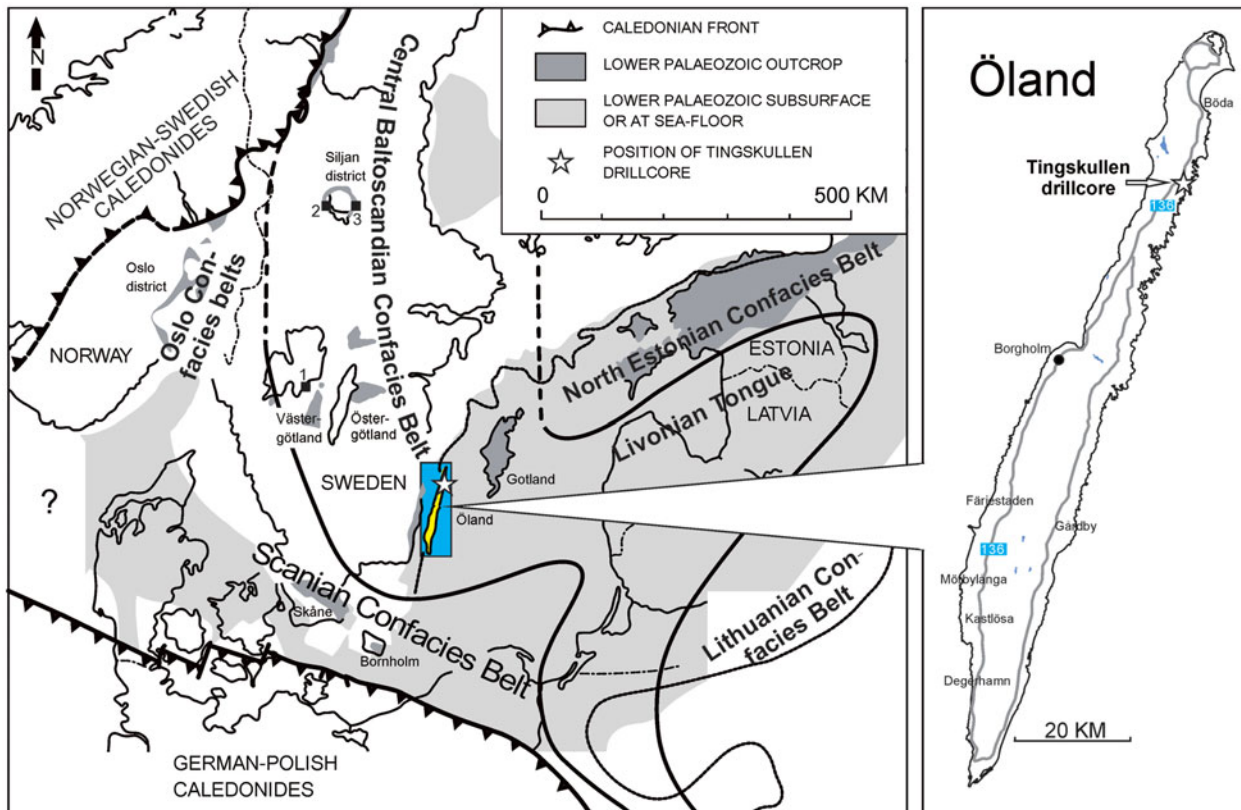 N
CALEDONIAN FRONT
LOWER PALAEOZOIC OUTCROP
LOWER PALAEOZOIC SUBSURFACE
OR AT SEA-FLOOR
POSITION OF TINGSKULLEN
DRILLCORE
0
500 KM
NORWEGIAN-SWEDISH
CALEDONIDES
Central Baltoscandian Confacies Belt
Siljan
district
2
3
Oslo
district
Oslo Con-
facies belts
NORWAY
1
Väster-
götland
Öster-
götland
SWEDEN
North Estonian Confacies Belt
ESTONIA
Livonian Tongue
LATVIA
Gotland
Öland
?
Scanian Confacies Belt
Skåne
Bornholm
Lithuanian Con-
facies Belt
GERMAN-POLISH
CALEDONIDES
Öland
Böda
Tingskullen
drillcore
136
Borgholm
Färjestaden
Gårdby
136
Mörbylånga
Kastlösa
Degerhamn
20 KM